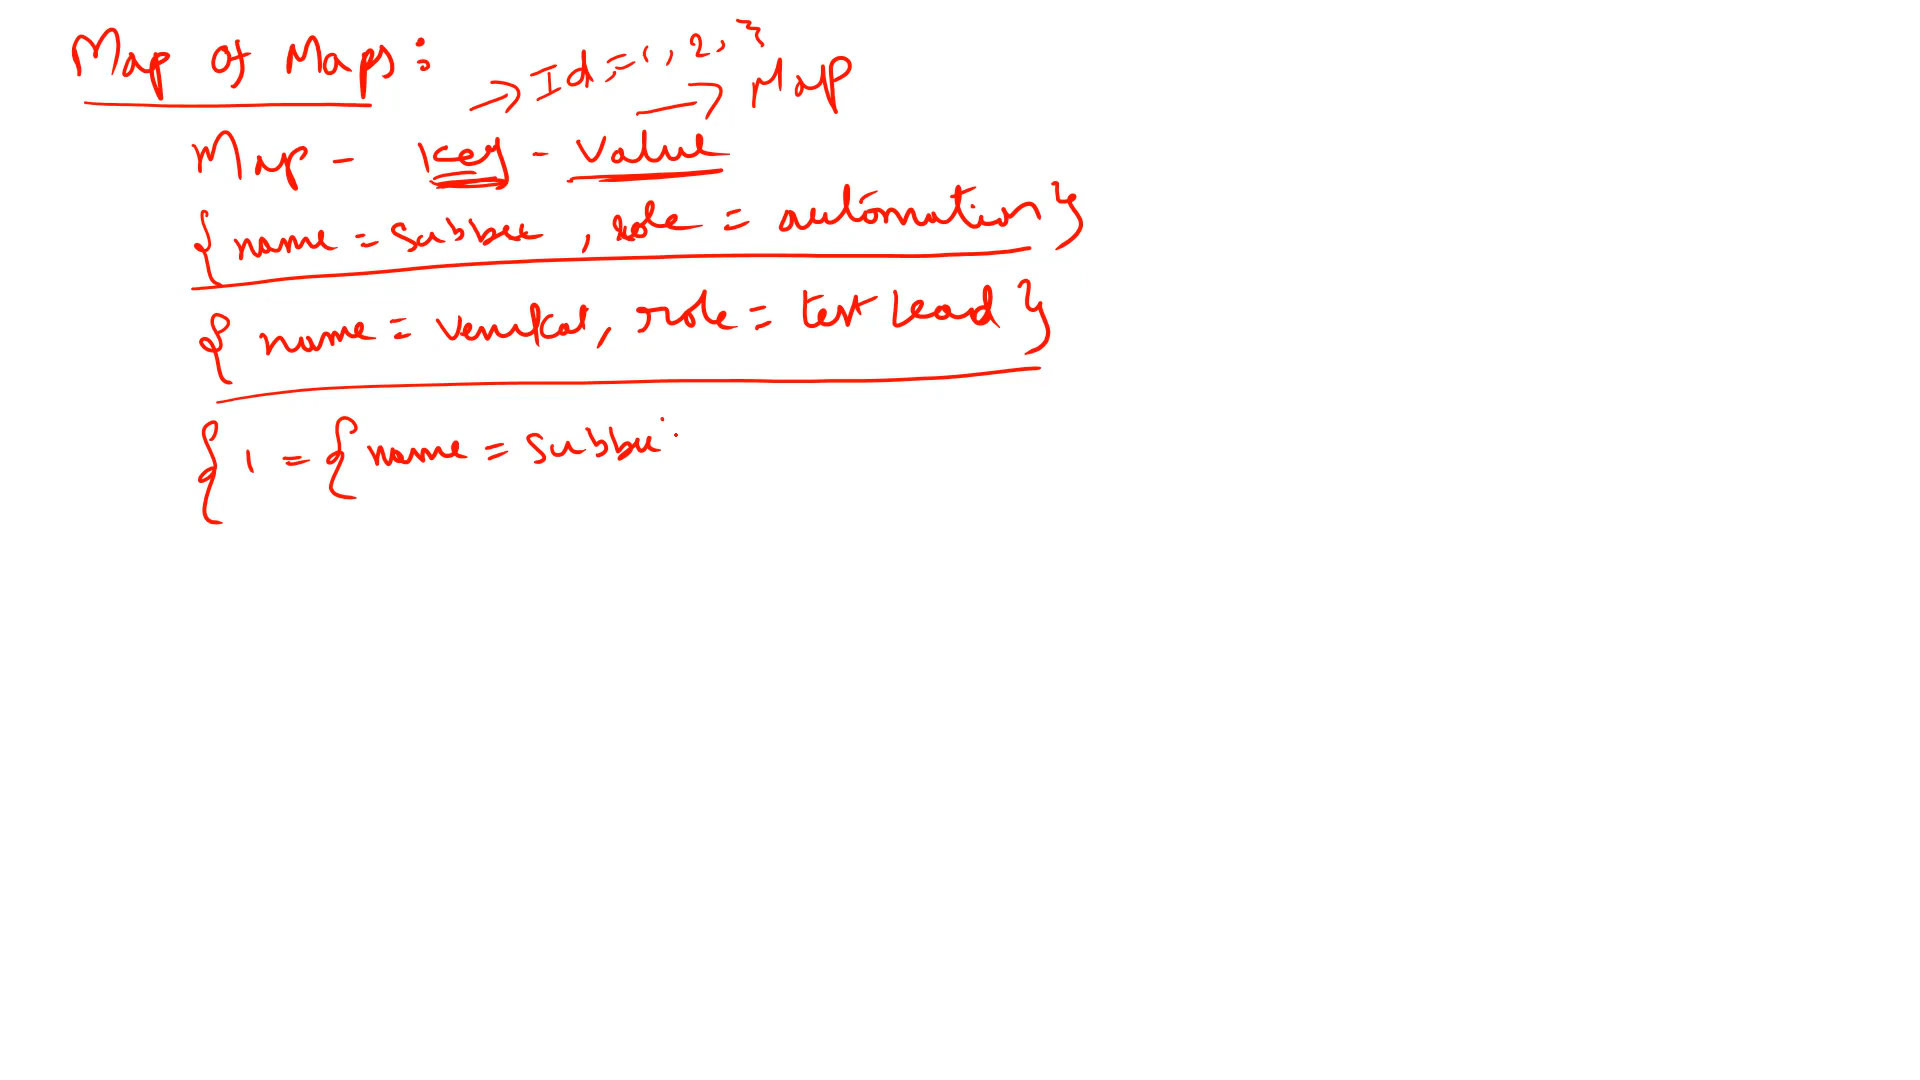 Map of Maps:
→ Id = 1, 2, 3
→ Map
Map - key - value
{ name = subbu, role = automation }
{ name = venkat, role = test lead }
{ 1 = { name = subbu